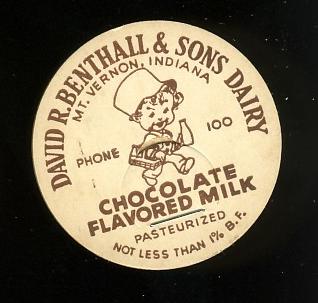 DAVID R. BENTHALL & SONS DAIRY
MT. VERNON, INDIANA
PHONE 100
CHOCOLATE
FLAVORED MILK
PASTEURIZED
NOT LESS THAN 1% B.F.